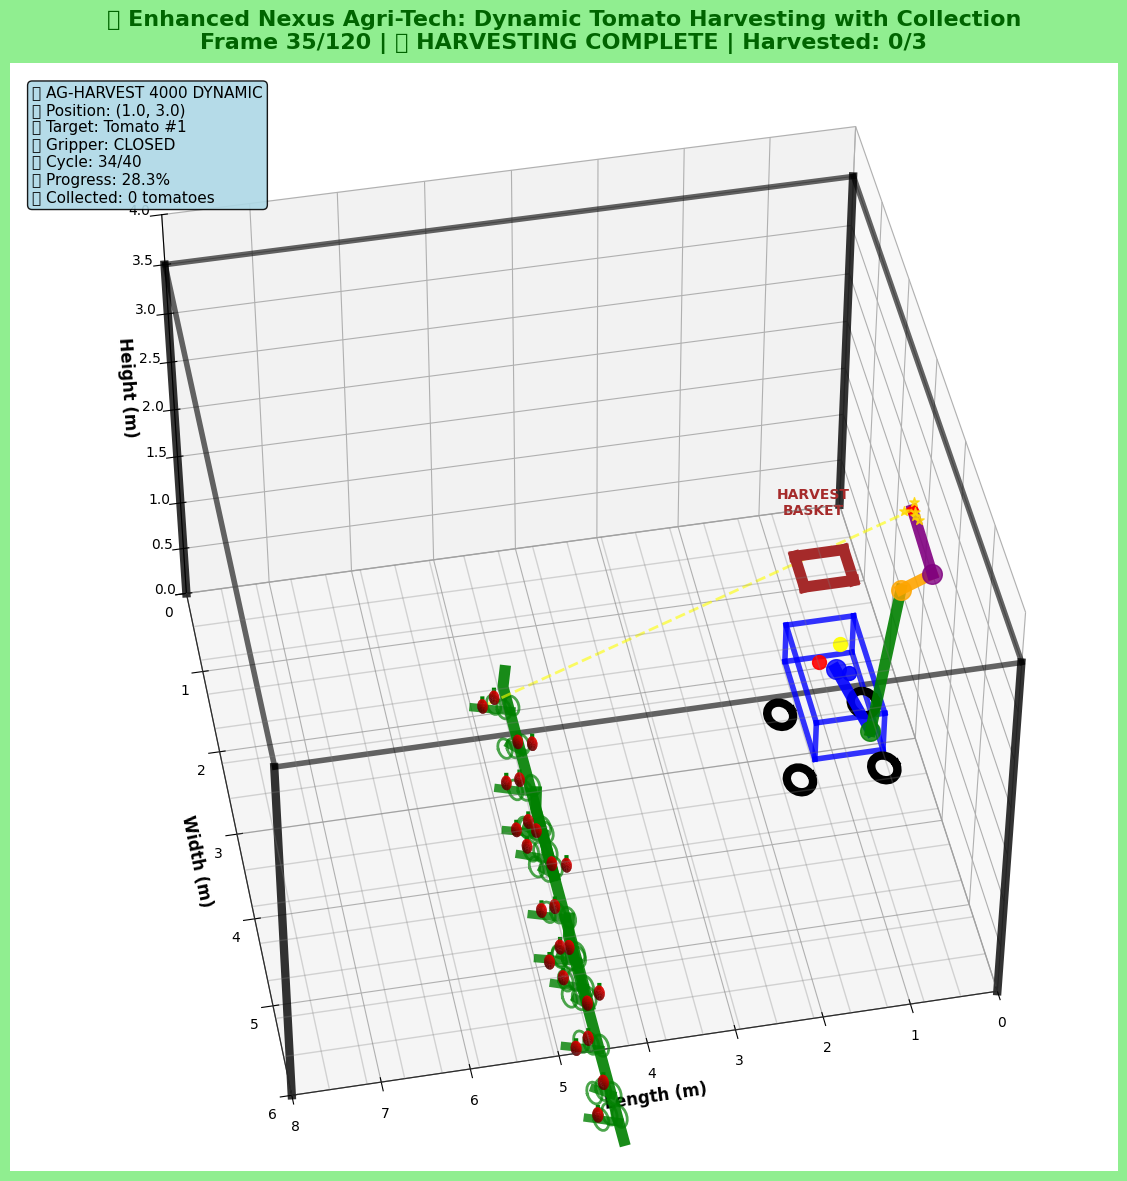 ▯ Enhanced Nexus Agri-Tech: Dynamic Tomato Harvesting with Collection
Frame 35/120 | ▯ HARVESTING COMPLETE | Harvested: 0/3
▯ AG-HARVEST 4000 DYNAMIC
▯ Position: (1.0, 3.0)
▯ Target: Tomato #1
▯ Gripper: CLOSED
▯ Cycle: 34/40
▯ Progress: 28.3%
▯ Collected: 0 tomatoes
4.0
3.5
3.0
2.5
2.0
1.5
1.0
0.5
0.0
Height (m)
HARVEST
BASKET
0
1
2
3
4
5
6
Width (m)
8
7
6
5
4
3
2
1
0
Length (m)